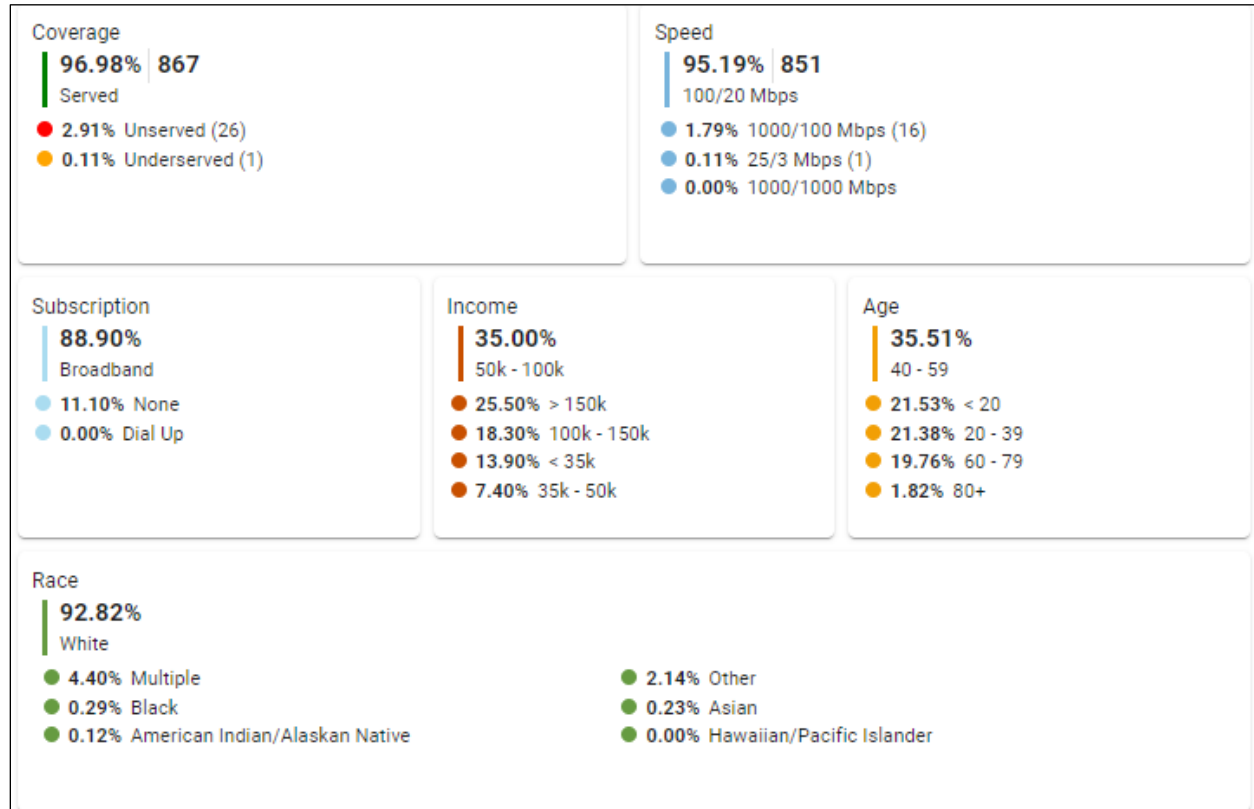 Coverage
96.98% 867
Served
2.91% Unserved (26)
0.11% Underserved (1)
Speed
95.19% 851
100/20 Mbps
1.79% 1000/100 Mbps (16)
0.11% 25/3 Mbps (1)
0.00% 1000/1000 Mbps
Subscription
88.90%
Broadband
11.10% None
0.00% Dial Up
Income
35.00%
50k - 100k
25.50% > 150k
18.30% 100k - 150k
13.90% < 35k
7.40% 35k - 50k
Age
35.51%
40 - 59
21.53% < 20
21.38% 20 - 39
19.76% 60 - 79
1.82% 80+
Race
92.82%
White
4.40% Multiple
0.29% Black
0.12% American Indian/Alaskan Native
2.14% Other
0.23% Asian
0.00% Hawaiian/Pacific Islander